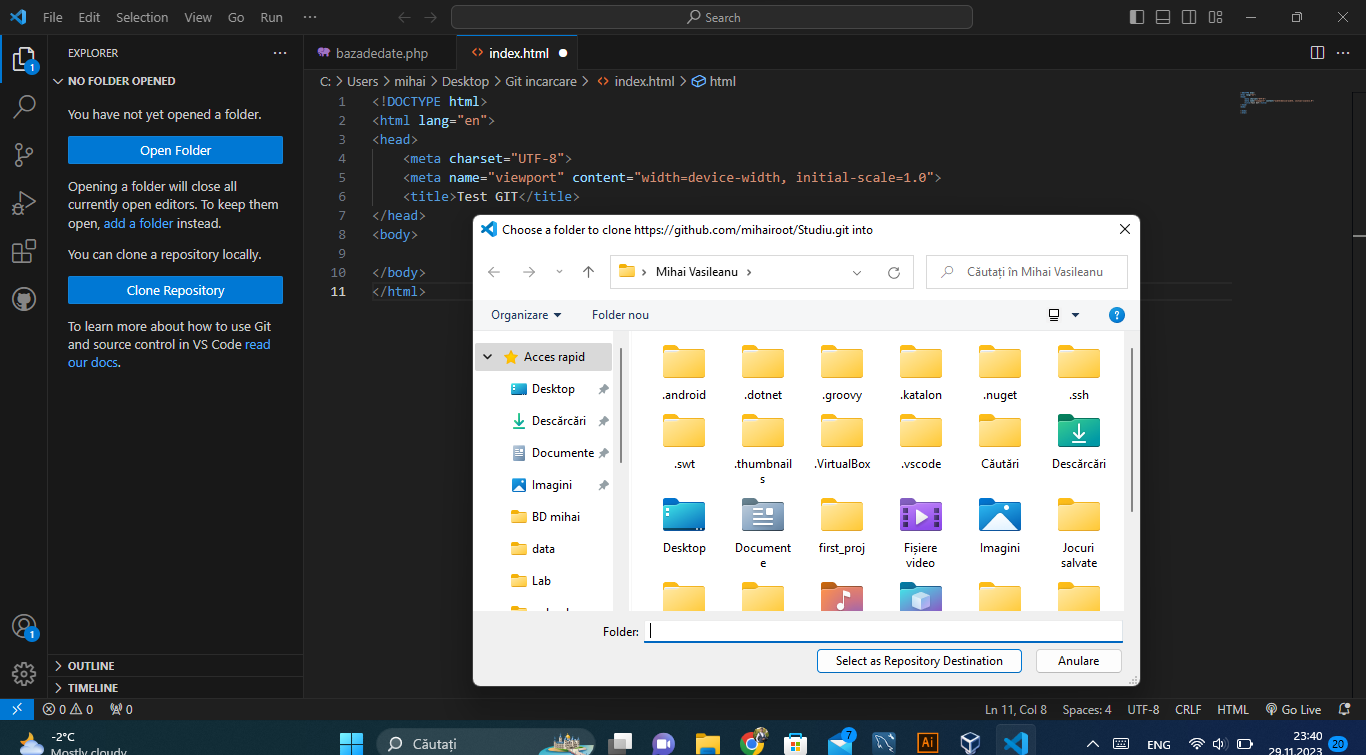 File Edit Selection View Go Run ···
Search
EXPLORER ···
1
NO FOLDER OPENED
You have not yet opened a folder.
Open Folder
Opening a folder will close all
currently open editors. To keep them
open, add a folder instead.
You can clone a repository locally.
Clone Repository
To learn more about how to use Git
and source control in VS Code read
our docs.
1
OUTLINE
TIMELINE
bazadedate.php
index.html
C: > Users > mihai > Desktop > Git incarcare > index.html > html
1 <!DOCTYPE html>
2 <html lang="en">
3 <head>
4 <meta charset="UTF-8">
5 <meta name="viewport" content="width=device-width, initial-scale=1.0">
6 <title>Test GIT</title>
7 </head>
8 <body>
9
10 </body>
11 </html>
Choose a folder to clone https://github.com/mihairoot/Studiu.git into
Mihai Vasileanu
Căutați în Mihai Vasileanu
Organizare Folder nou
Acces rapid
Desktop
Descărcări
Documente
Imagini
BD mihai
data
Lab
.android .dotnet .groovy .katalon .nuget .ssh
.swt .thumbnail .VirtualBox .vscode Căutări Descărcări
s
Desktop Document first_proj Fișiere Imagini Jocuri
e video salvate
Folder:
Select as Repository Destination Anulare
0 0 0
Ln 11, Col 8 Spaces: 4 UTF-8 CRLF HTML Go Live
-2°C
Mostly cloudy
Căutați
7
Ai
ENG
23:40
29.11.2023
20